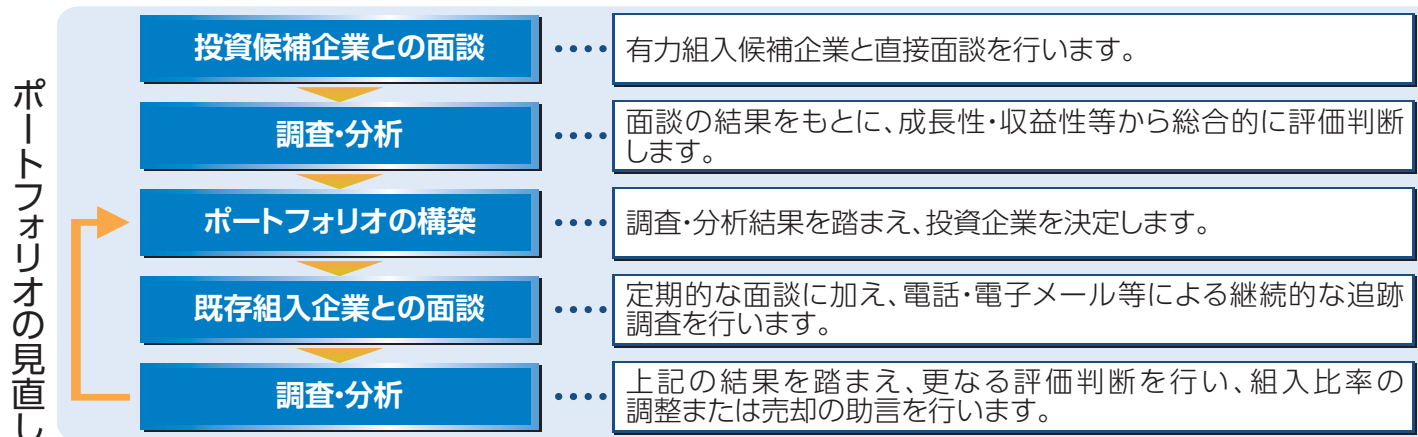 投資候補企業との面談
有力組入候補企業と直接面談を行います。
調査・分析
面談の結果をもとに、成長性・収益性等から総合的に評価判断
します。
ポートフォリオの構築
調査・分析結果を踏まえ、投資企業を決定します。
既存組入企業との面談
定期的な面談に加え、電話・電子メール等による継続的な追跡
調査を行います。
調査・分析
上記の結果を踏まえ、更なる評価判断を行い、組入比率の
調整または売却の助言を行います。
ポートフォリオの見直し